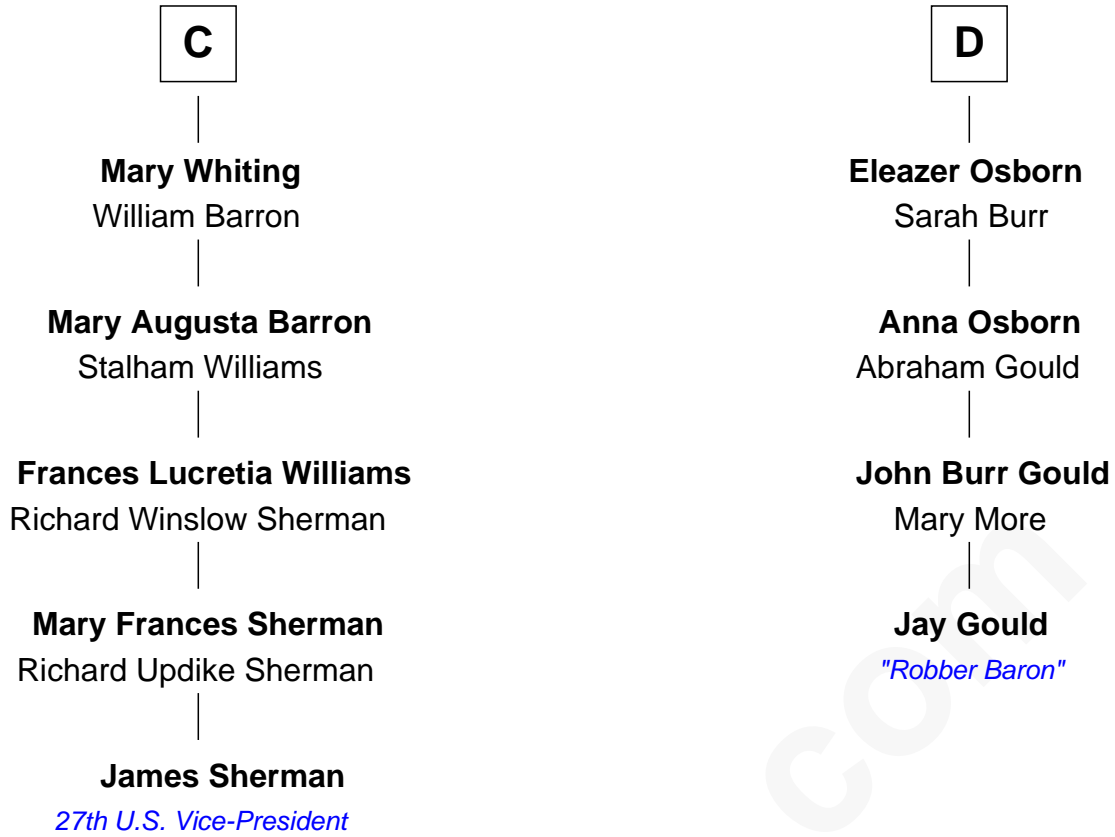 C
Mary Whiting
William Barron
Mary Augusta Barron
Stalham Williams
Frances Lucretia Williams
Richard Winslow Sherman
Mary Frances Sherman
Richard Updike Sherman
James Sherman
27th U.S. Vice-President
D
Eleazer Osborn
Sarah Burr
Anna Osborn
Abraham Gould
John Burr Gould
Mary More
Jay Gould
"Robber Baron"
com